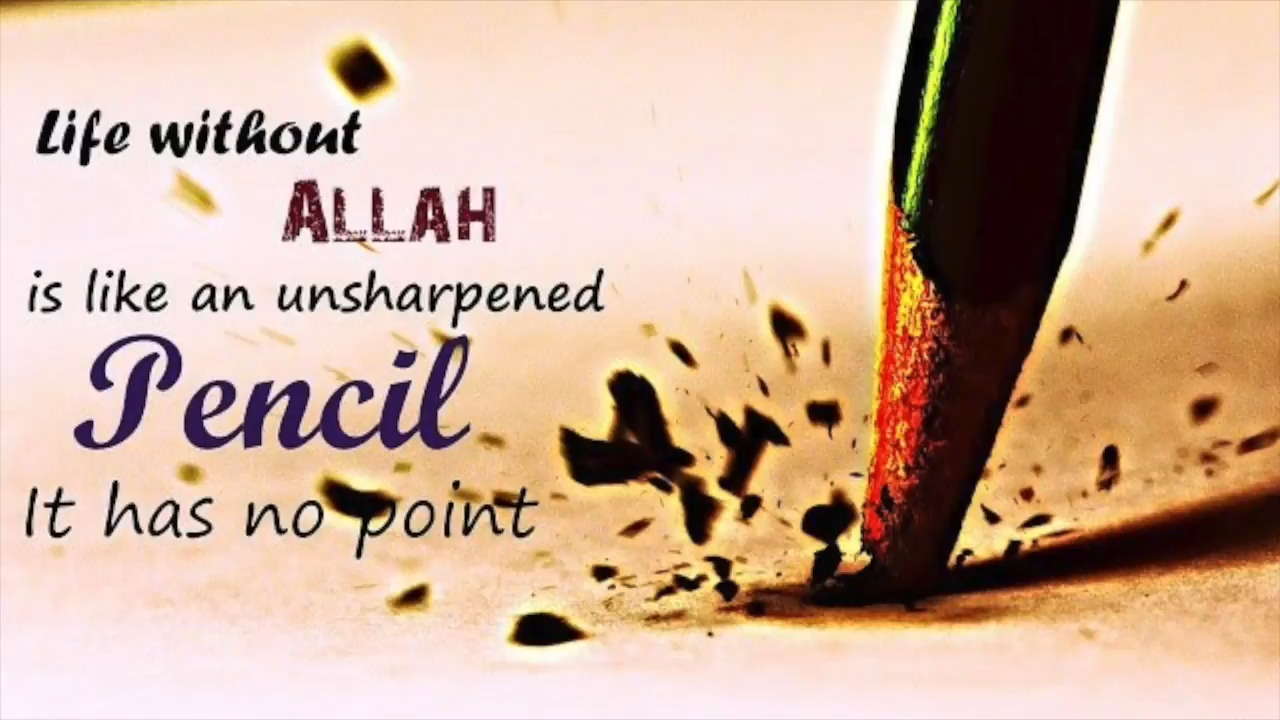 Life without
ALLAH
is like an unsharpened
Pencil
It has no point